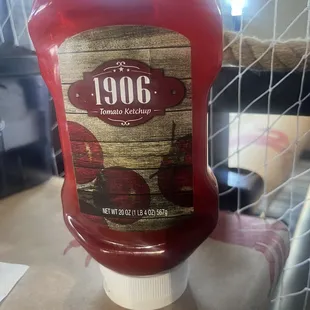 1906
Tomato Ketchup
NET WT 20 OZ (1 LB 4 OZ) 567g